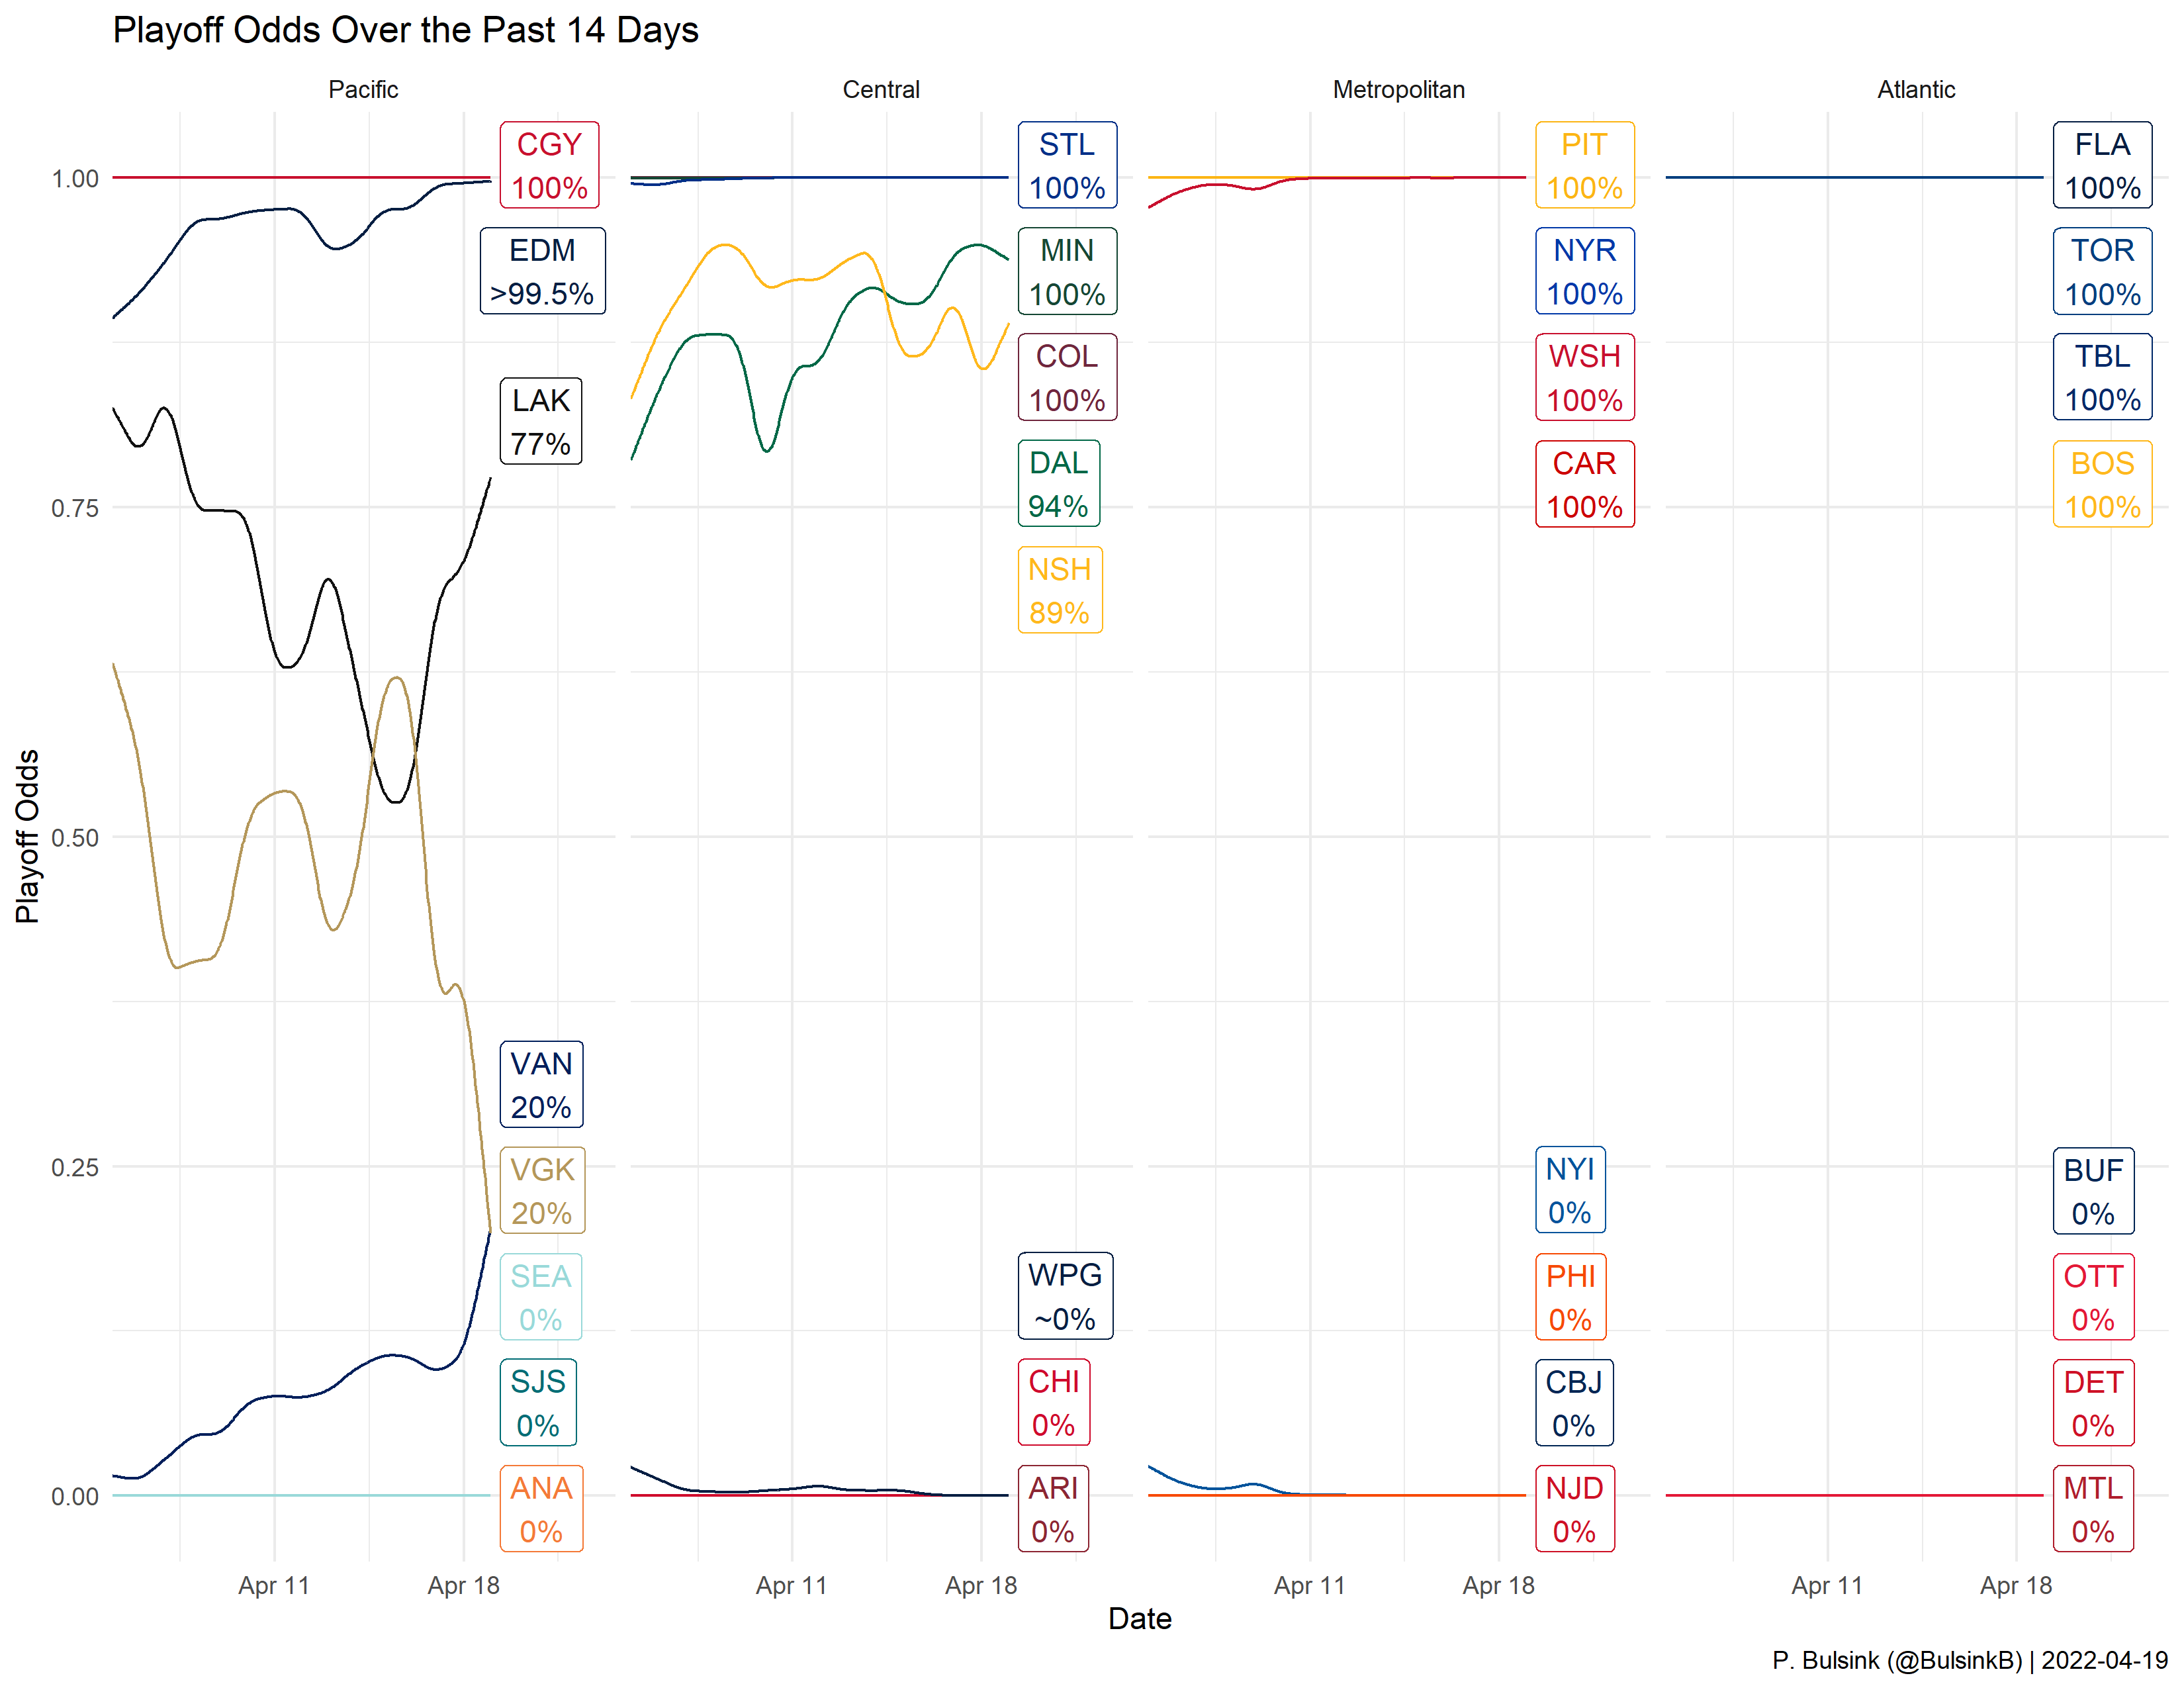 Playoff Odds Over the Past 14 Days
Pacific
Central
Metropolitan
Atlantic
Playoff Odds
1.00
0.75
0.50
0.25
0.00
CGY
100%
EDM
>99.5%
LAK
77%
VAN
20%
VGK
20%
SEA
0%
SJS
0%
ANA
0%
STL
100%
MIN
100%
COL
100%
DAL
94%
NSH
89%
WPG
~0%
CHI
0%
ARI
0%
PIT
100%
NYR
100%
WSH
100%
CAR
100%
NYI
0%
PHI
0%
CBJ
0%
NJD
0%
FLA
100%
TOR
100%
TBL
100%
BOS
100%
BUF
0%
OTT
0%
DET
0%
MTL
0%
Apr 11
Apr 18
Apr 11
Apr 18
Apr 11
Apr 18
Apr 11
Apr 18
Date
P. Bulsink (@BulsinkB) | 2022-04-19